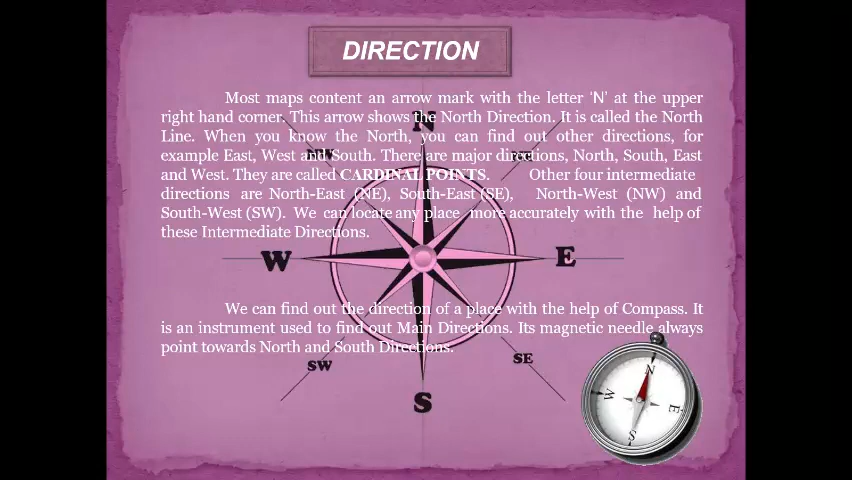 DIRECTION
Most maps content an arrow mark with the letter 'N' at the upper
right hand corner. This arrow shows the North Direction. It is called the North
Line. When you know the North, you can find out other directions, for
example East, West and South. There are major directions, North, South, East
and West. They are called CARDINAL POINTS. Other four intermediate
directions are North-East (NE), South-East (SE), North-West (NW) and
South-West (SW). We can locate any place more accurately with the help of
these Intermediate Directions.
We can find out the direction of a place with the help of Compass. It
is an instrument used to find out Main Directions. Its magnetic needle always
point towards North and South Directions.
N
NW
W
E
SW
SE
S
N
W
E
S